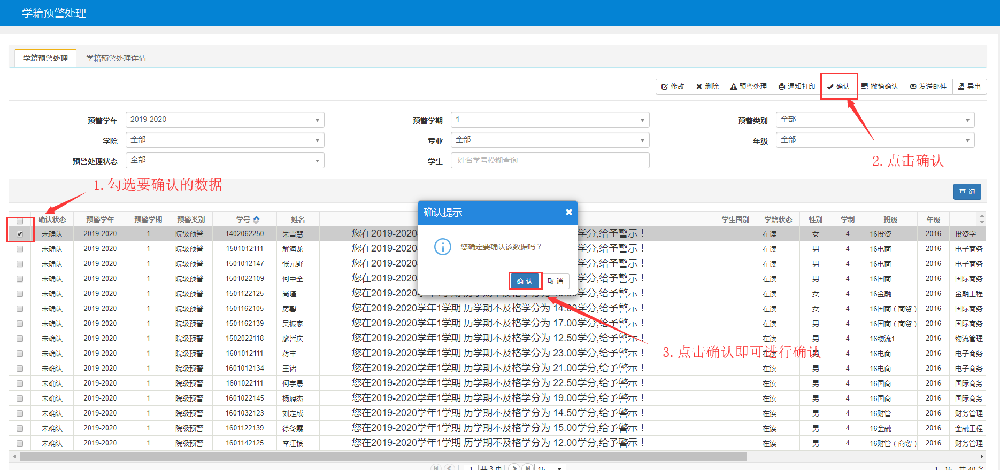 学籍预警处理
学籍预警处理 学籍预警处理详情
修改 删除 预警处理 通知打印 确认 撤销确认 发送邮件 导出
预警学年 2019-2020 预警学期 1 预警类别 全部
学院 全部 专业 全部 年级 全部
预警处理状态 全部 学生 姓名学号模糊查询
2.点击确认
1.勾选要确认的数据
查 询
确认提示
您确定要确认该数据吗？
确 认 取 消
3.点击确认即可进行确认
确认状态 预警学年 预警学期 预警类别 学号 姓名 学生国别 学籍状态 性别 学制 班级 年级
未确认 2019-2020 1 院级预警 1402062250 朱雪慧 您在2019-2020 学分,给予警示！ 在读 女 4 16投资 2016 投资学
未确认 2019-2020 1 院级预警 1501012111 解海龙 您在2019-2020 学分,给予警示！ 在读 男 4 16电商 2016 电子商务
未确认 2019-2020 1 院级预警 1501012147 张元野 您在2019-2020 学分,给予警示！ 在读 男 4 16电商 2016 电子商务
未确认 2019-2020 1 院级预警 1501022109 何中全 您在2019-2020 学分,给予警示！ 在读 男 4 16国商 2016 国际商务
未确认 2019-2020 1 院级预警 1501122125 尚瑾 您在2019-2020学年1学期 历学期不及格学分为 学分,给予警示！ 在读 女 4 16金融 2016 金融工程
未确认 2019-2020 1 院级预警 1501162105 房馨 您在2019-2020学年1学期 历学期不及格学分为 14.00学分,给予警示！ 在读 女 4 16国商（商贸） 2016 国际商务
未确认 2019-2020 1 院级预警 1501162139 吴振家 您在2019-2020学年1学期 历学期不及格学分为 17.00学分,给予警示！ 在读 男 4 16国商（商贸） 2016 国际商务
未确认 2019-2020 1 院级预警 1502022118 廖哲庆 您在2019-2020学年1学期 历学期不及格学分为 12.50学分,给予警示！ 在读 男 4 16物流1 2016 物流管理
未确认 2019-2020 1 院级预警 1601012111 蒋丰 您在2019-2020学年1学期 历学期不及格学分为 23.00学分,给予警示！ 在读 男 4 16电商 2016 电子商务
未确认 2019-2020 1 院级预警 1601012134 王锗 您在2019-2020学年1学期 历学期不及格学分为 21.00学分,给予警示！ 在读 男 4 16电商 2016 电子商务
未确认 2019-2020 1 院级预警 1601022111 何宇晨 您在2019-2020学年1学期 历学期不及格学分为 22.50学分,给予警示！ 在读 男 4 16国商 2016 国际商务
未确认 2019-2020 1 院级预警 1601022145 杨履杰 您在2019-2020学年1学期 历学期不及格学分为 19.00学分,给予警示！ 在读 男 4 16国商 2016 国际商务
未确认 2019-2020 1 院级预警 1601032123 刘定成 您在2019-2020学年1学期 历学期不及格学分为 14.50学分,给予警示！ 在读 男 4 16财管 2016 财务管理
未确认 2019-2020 1 院级预警 1601122139 徐冬霖 您在2019-2020学年1学期 历学期不及格学分为 15.00学分,给予警示！ 在读 男 4 16金融 2016 金融工程
未确认 2019-2020 1 院级预警 1601142125 李江镔 您在2019-2020学年1学期 历学期不及格学分为 12.00学分,给予警示！ 在读 男 4 16财管（商贸） 2016 财务管理
1 共 3 页 15 1 - 15 共 40 条